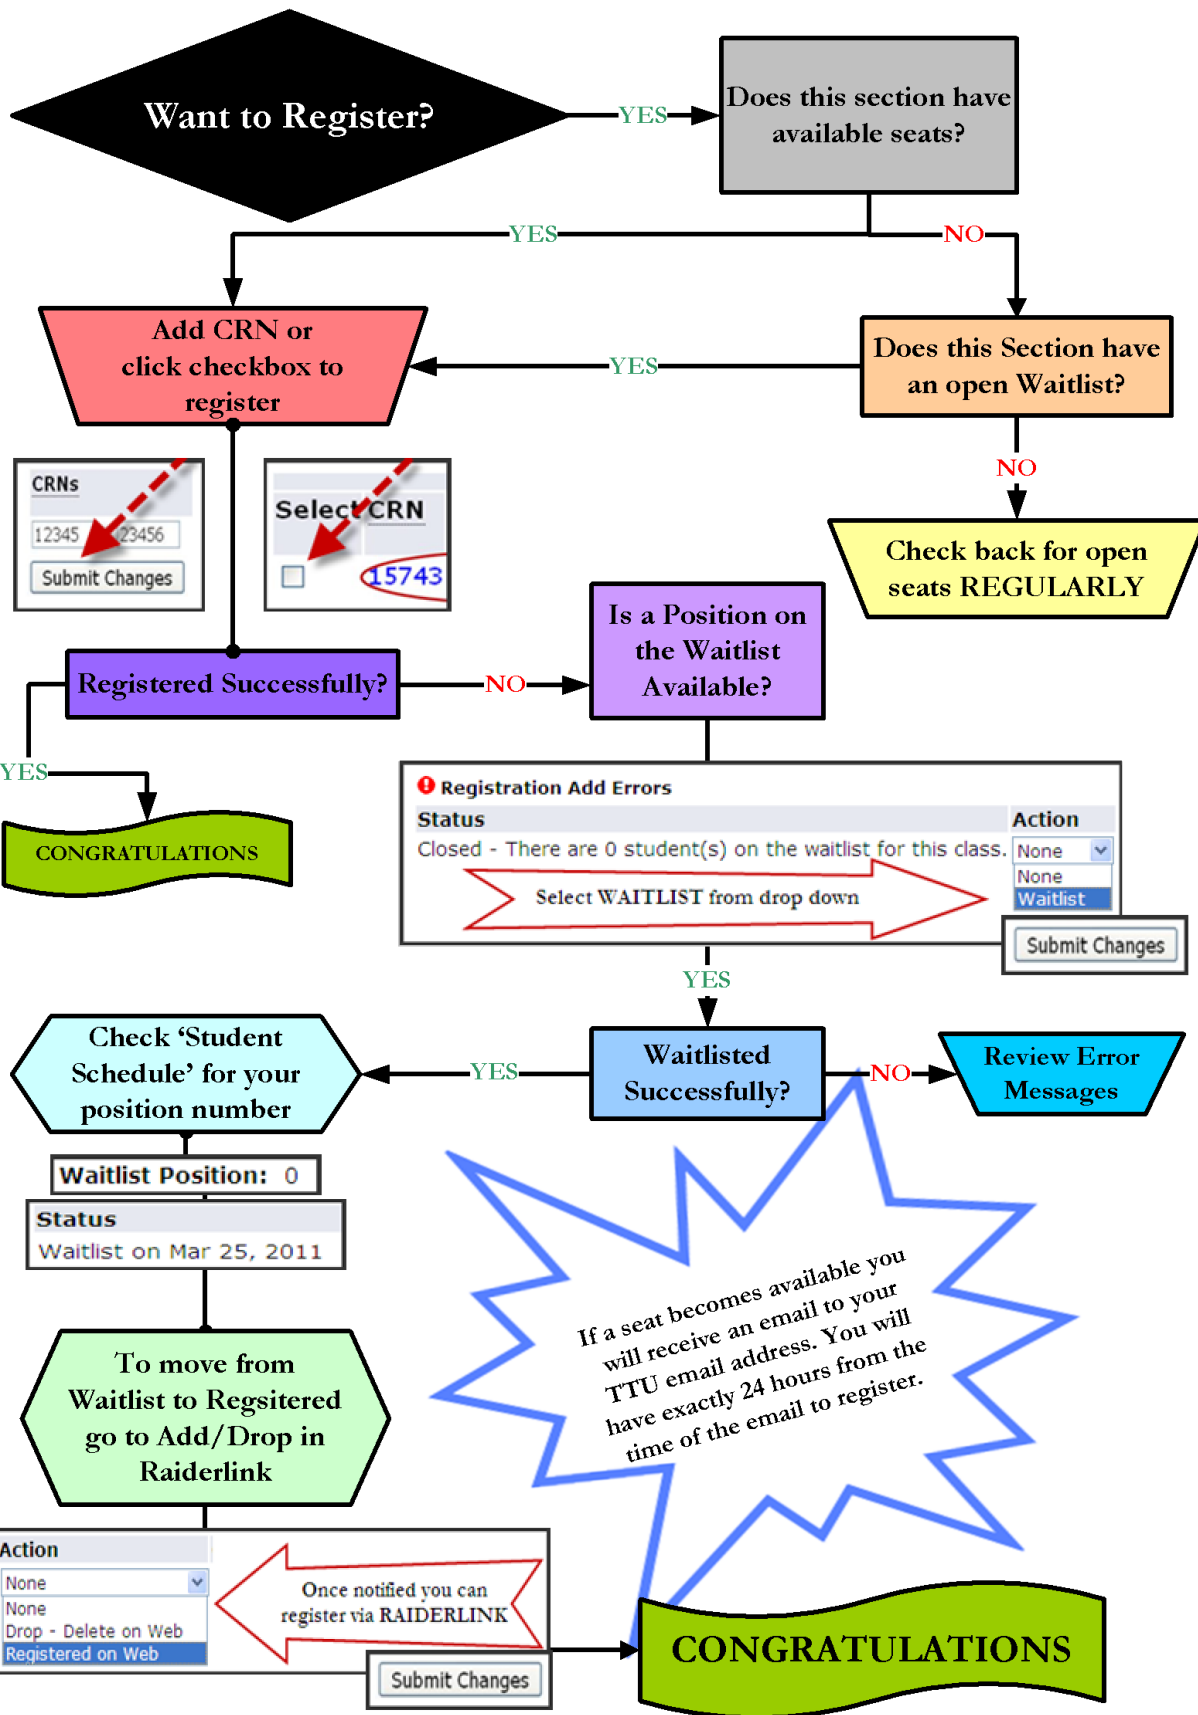 Want to Register?
YES
Does this section have
available seats?
YES
NO
Add CRN or
click checkbox to
register
YES
Does this Section have
an open Waitlist?
NO
Check back for open
seats REGULARLY
CRNs
12345 23456
Submit Changes
Select CRN
15743
Is a Position on
the Waitlist
Available?
Registered Successfully?
NO
YES
CONGRATULATIONS
Registration Add Errors
Status Action
Closed - There are 0 student(s) on the waitlist for this class. None
None
Waitlist
Select WAITLIST from drop down
Submit Changes
YES
Check ‘Student
Schedule’ for your
position number
YES
Waitlisted
Successfully?
NO
Review Error
Messages
Waitlist Position: 0
Status
Waitlist on Mar 25, 2011
If a seat becomes available you
will receive an email to your
TTU email address. You will
have exactly 24 hours from the
time of the email to register.
To move from
Waitlist to Regsitered
go to Add/Drop in
Raiderlink
Action
None
None
Drop - Delete on Web
Registered on Web
Once notified you can
register via RAIDERLINK
Submit Changes
CONGRATULATIONS